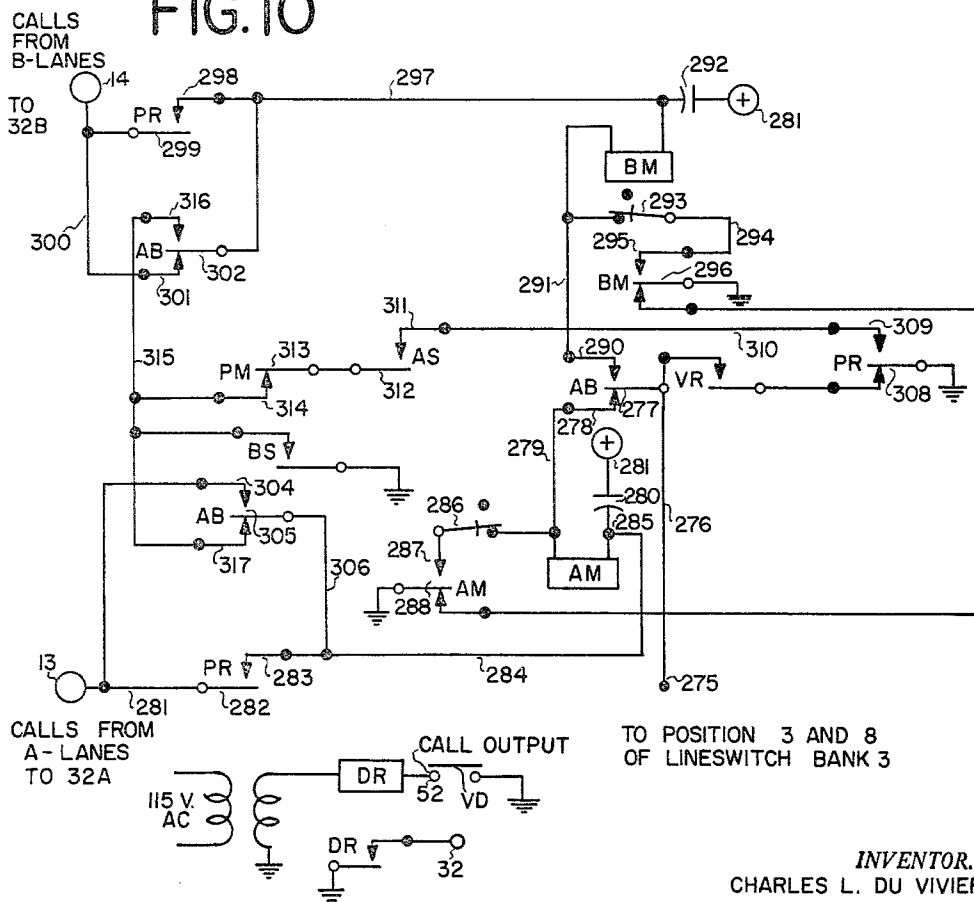 FIG. 10
CALLS
FROM
B-LANES
14
TO
32B
298
PR
299
297
292
281
BM
316
300
AB
302
301
293
295
294
296
BM
291
311
309
310
315
313
AS
PM
312
314
290
VR
PR
308
AB
277
278
279
281
BS
280
304
286
285
276
AB
305
287
317
306
AM
AM
288
13
PR
283
284
275
281
282
CALLS FROM
A-LANES
TO 32A
TO POSITION 3 AND 8
OF LINESWITCH BANK 3
CALL OUTPUT
DR
52
VD
115 V.
AC
DR
32
INVENTOR.
CHARLES L. DU VIVIER